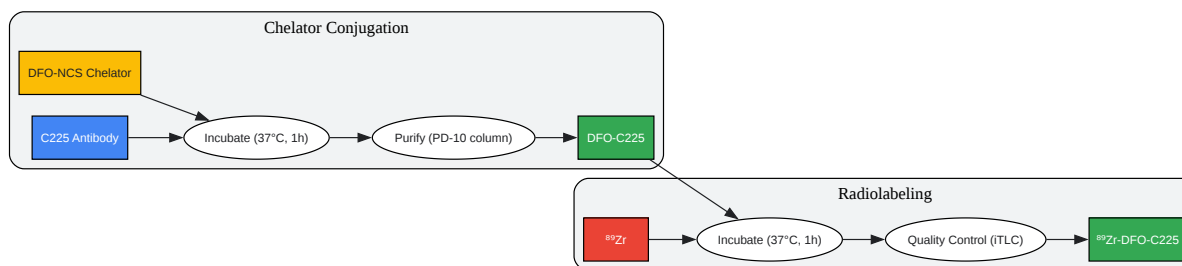 Chelator Conjugation
DFO-NCS Chelator
C225 Antibody
Incubate (37°C, 1h)
Purify (PD-10 column)
DFO-C225
Radiolabeling
⁸⁹Zr
Incubate (37°C, 1h)
Quality Control (iTLC)
⁸⁹Zr-DFO-C225